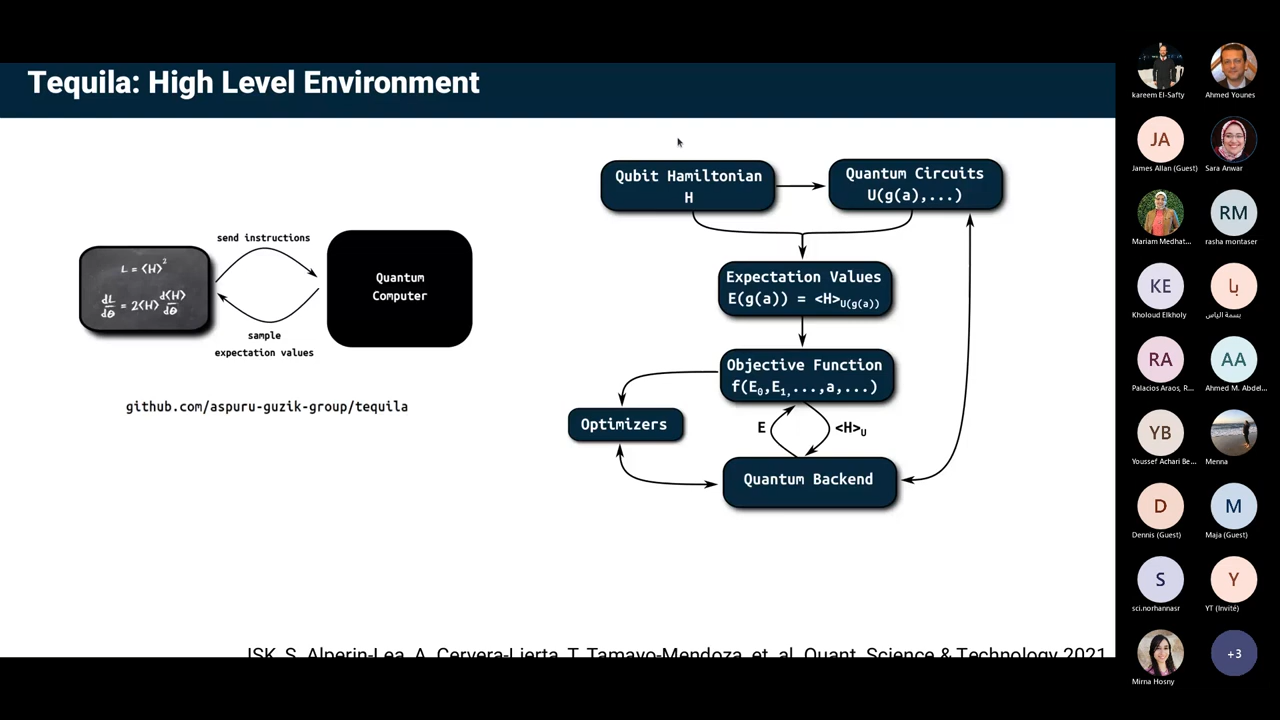 Tequila: High Level Environment
send instructions
L = ⟨H⟩²
dL/dθ = 2⟨H⟩ d⟨H⟩/dθ
Quantum
Computer
sample
expectation values
github.com/aspuru-guzik-group/tequila
Qubit Hamiltonian
H
Quantum Circuits
U(g(a),...)
Expectation Values
E(g(a)) = <H>U(g(a))
Objective Function
f(E0,E1,...,a,...)
Optimizers
E
<H>U
Quantum Backend
JSK, S. Alperin-Lea, A. Cervera-Lierta, T. Tamayo-Mendoza, et. al, Quant. Science & Technology 2021
kareem El-Safty
Ahmed Younes
JA
James Allan (Guest)
Sara Anwar
Mariam Medhat...
RM
rasha montaser
KE
Kholoud Elkholy
با
بسمة الياس
RA
Palacios Araos, R...
AA
Ahmed M. Abdel...
YB
Youssef Achari Be...
Menna
D
Dennis (Guest)
M
Maja (Guest)
S
sci.norhannasr
Y
YT (Invité)
Mirna Hosny
+3